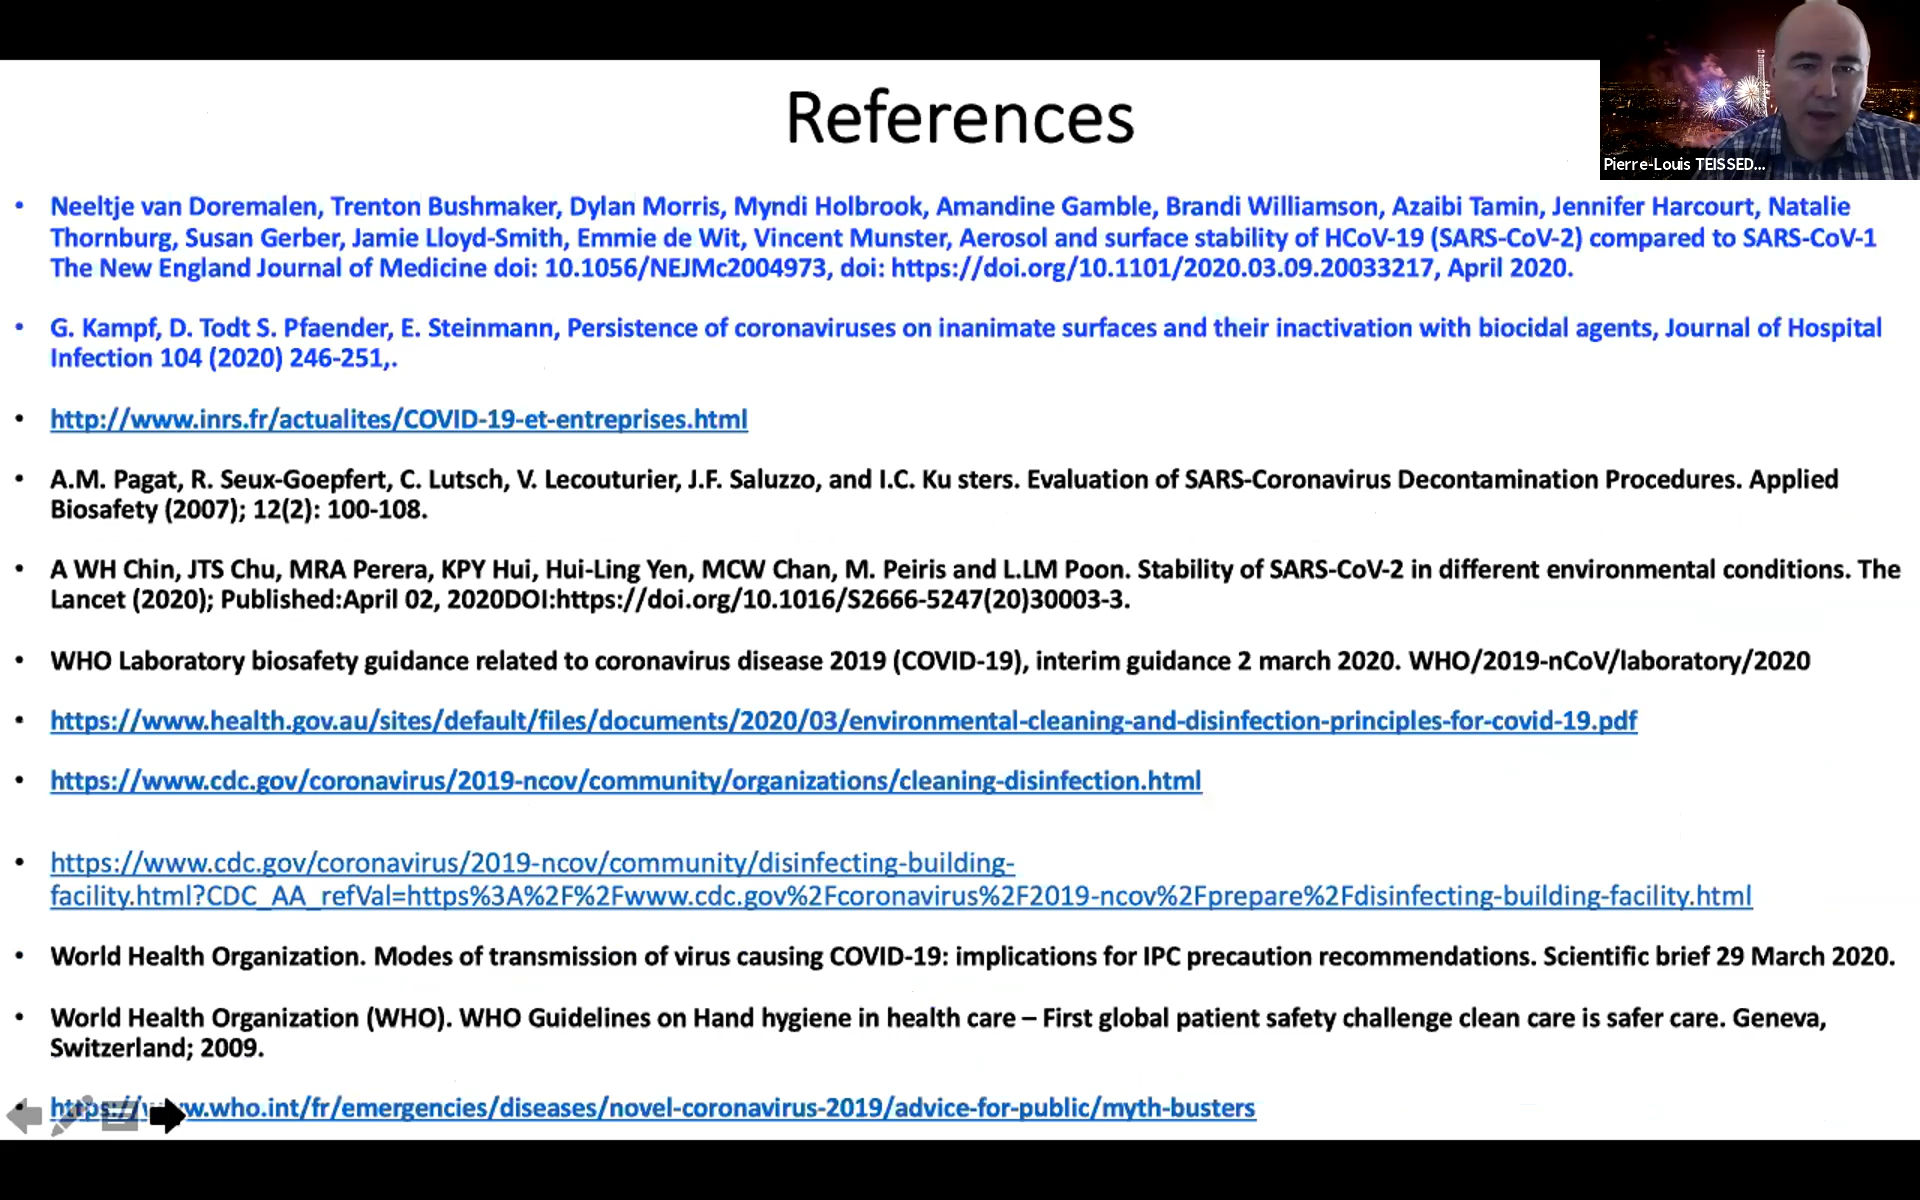 References
Pierre-Louis TEISSED...
• Neeltje van Doremalen, Trenton Bushmaker, Dylan Morris, Myndi Holbrook, Amandine Gamble, Brandi Williamson, Azaibi Tamin, Jennifer Harcourt, Natalie
Thornburg, Susan Gerber, Jamie Lloyd-Smith, Emmie de Wit, Vincent Munster, Aerosol and surface stability of HCoV-19 (SARS-CoV-2) compared to SARS-CoV-1
The New England Journal of Medicine doi: 10.1056/NEJMc2004973, doi: https://doi.org/10.1101/2020.03.09.20033217, April 2020.
• G. Kampf, D. Todt S. Pfaender, E. Steinmann, Persistence of coronaviruses on inanimate surfaces and their inactivation with biocidal agents, Journal of Hospital
Infection 104 (2020) 246-251,.
• http://www.inrs.fr/actualites/COVID-19-et-entreprises.html
• A.M. Pagat, R. Seux-Goepfert, C. Lutsch, V. Lecouturier, J.F. Saluzzo, and I.C. Ku sters. Evaluation of SARS-Coronavirus Decontamination Procedures. Applied
Biosafety (2007); 12(2): 100-108.
• A WH Chin, JTS Chu, MRA Perera, KPY Hui, Hui-Ling Yen, MCW Chan, M. Peiris and L.LM Poon. Stability of SARS-CoV-2 in different environmental conditions. The
Lancet (2020); Published:April 02, 2020DOI:https://doi.org/10.1016/S2666-5247(20)30003-3.
• WHO Laboratory biosafety guidance related to coronavirus disease 2019 (COVID-19), interim guidance 2 march 2020. WHO/2019-nCoV/laboratory/2020
• https://www.health.gov.au/sites/default/files/documents/2020/03/environmental-cleaning-and-disinfection-principles-for-covid-19.pdf
• https://www.cdc.gov/coronavirus/2019-ncov/community/organizations/cleaning-disinfection.html
• https://www.cdc.gov/coronavirus/2019-ncov/community/disinfecting-building-
facility.html?CDC_AA_refVal=https%3A%2F%2Fwww.cdc.gov%2Fcoronavirus%2F2019-ncov%2Fprepare%2Fdisinfecting-building-facility.html
• World Health Organization. Modes of transmission of virus causing COVID-19: implications for IPC precaution recommendations. Scientific brief 29 March 2020.
• World Health Organization (WHO). WHO Guidelines on Hand hygiene in health care – First global patient safety challenge clean care is safer care. Geneva,
Switzerland; 2009.
• https://www.who.int/fr/emergencies/diseases/novel-coronavirus-2019/advice-for-public/myth-busters